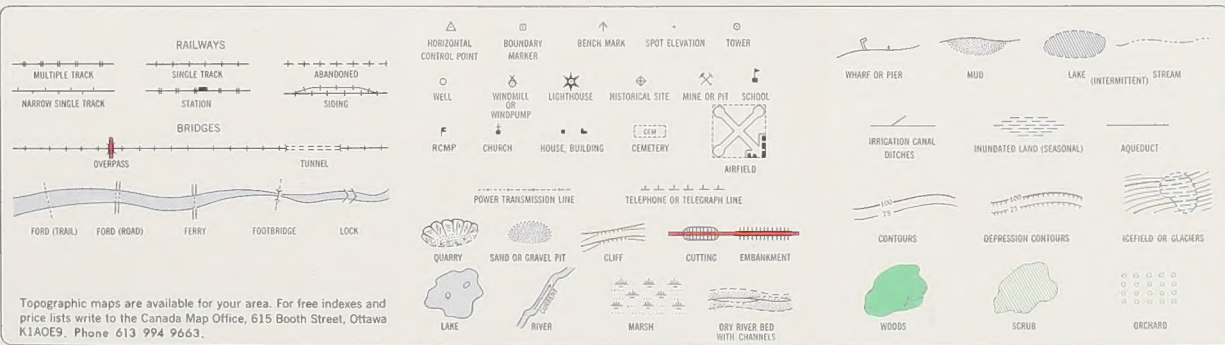 RAILWAYS
MULTIPLE TRACK
SINGLE TRACK
ABANDONED
NARROW SINGLE TRACK
STATION
SIDING
BRIDGES
OVERPASS
TUNNEL
FORD (TRAIL)
FORD (ROAD)
FERRY
FOOTBRIDGE
LOCK
Topographic maps are available for your area. For free indexes and
price lists write to the Canada Map Office, 615 Booth Street, Ottawa
K1AOE9. Phone 613 994 9663.
HORIZONTAL
CONTROL POINT
BOUNDARY
MARKER
BENCH MARK
SPOT ELEVATION
TOWER
WELL
WINDMILL
OR
WINDPUMP
LIGHTHOUSE
HISTORICAL SITE
MINE OR PIT
SCHOOL
RCMP
CHURCH
HOUSE, BUILDING
CEM
CEMETERY
AIRFIELD
POWER TRANSMISSION LINE
TELEPHONE OR TELEGRAPH LINE
QUARRY
SAND OR GRAVEL PIT
CLIFF
CUTTING
EMBANKMENT
LAKE
CURRENT
RIVER
MARSH
DRY RIVER BED
WITH CHANNELS
WHARF OR PIER
MUD
LAKE
(INTERMITTENT)
STREAM
IRRIGATION CANAL
DITCHES
INUNDATED LAND (SEASONAL)
AQUEDUCT
100
75
CONTOURS
100
75
DEPRESSION CONTOURS
100
75
ICEFIELD OR GLACIERS
WOODS
SCRUB
ORCHARD